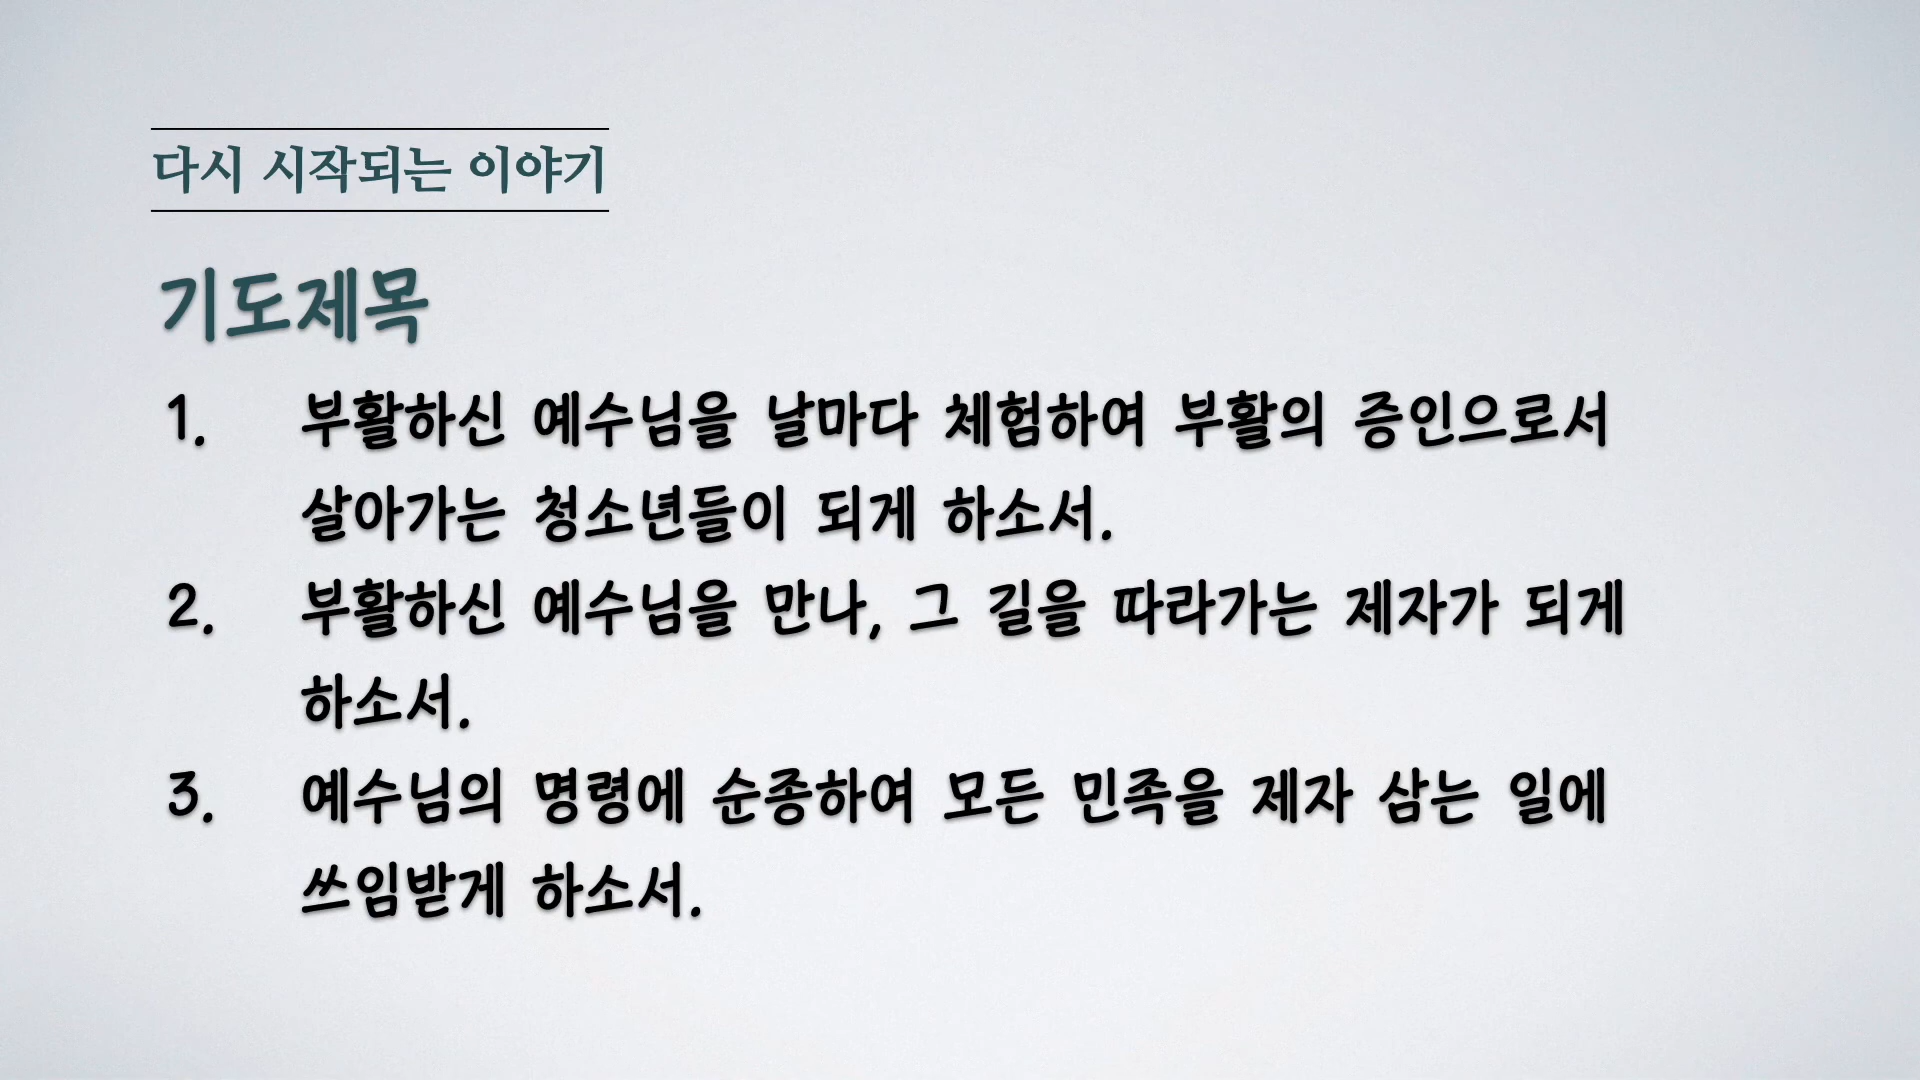 다시 시작되는 이야기
기도제목
1. 부활하신 예수님을 날마다 체험하여 부활의 증인으로서
살아가는 청소년들이 되게 하소서.
2. 부활하신 예수님을 만나, 그 길을 따라가는 제자가 되게
하소서.
3. 예수님의 명령에 순종하여 모든 민족을 제자 삼는 일에
쓰임받게 하소서.